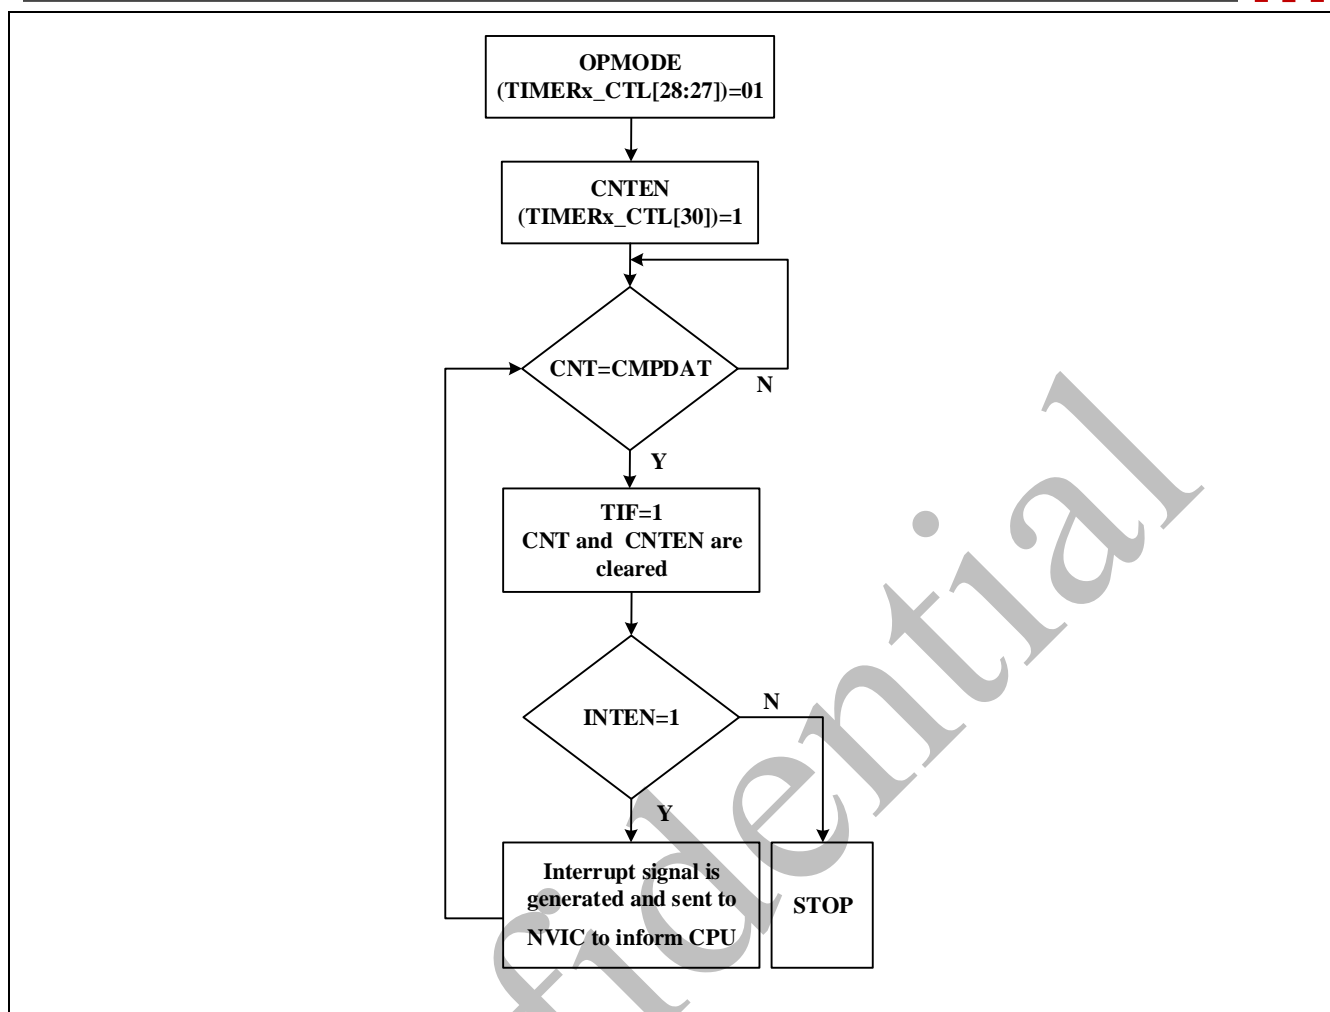 OPMODE
(TIMERx_CTL[28:27])=01
CNTEN
(TIMERx_CTL[30])=1
CNT=CMPDAT
N
Y
TIF=1
CNT and CNTEN are
cleared
INTEN=1
N
Y
Interrupt signal is
generated and sent to
NVIC to inform CPU
STOP
fidential